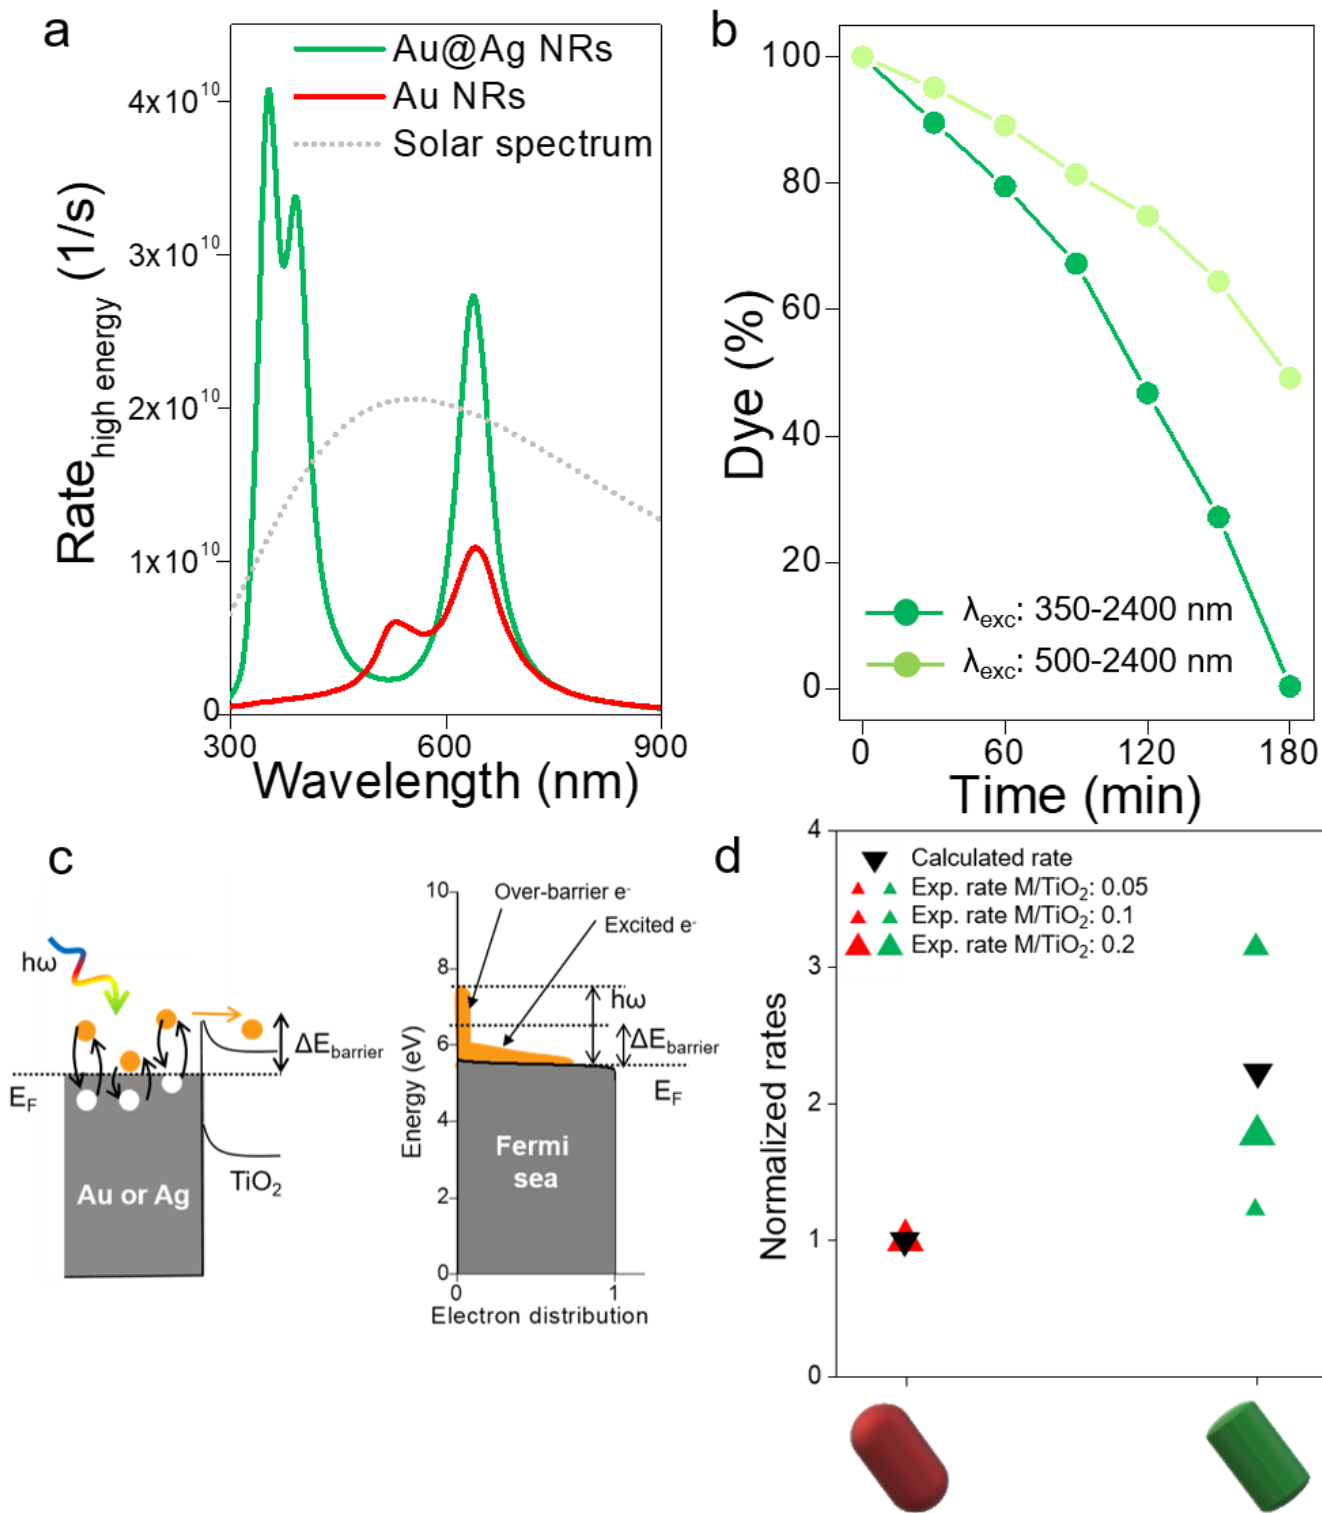 a
Au@Ag NRs
Au NRs
Solar spectrum
4x10¹⁰
3x10¹⁰
2x10¹⁰
1x10¹⁰
0
Rate_high energy (1/s)
300
600
900
Wavelength (nm)
b
100
80
60
40
20
0
Dye (%)
λ_exc: 350-2400 nm
λ_exc: 500-2400 nm
0
60
120
180
Time (min)
c
hω
ΔE_barrier
E_F
TiO₂
Au or Ag
10
8
6
4
2
0
Energy (eV)
Over-barrier e⁻
Excited e⁻
hω
ΔE_barrier
E_F
Fermi
sea
0
1
Electron distribution
d
4
3
2
1
0
Normalized rates
Calculated rate
Exp. rate M/TiO₂: 0.05
Exp. rate M/TiO₂: 0.1
Exp. rate M/TiO₂: 0.2